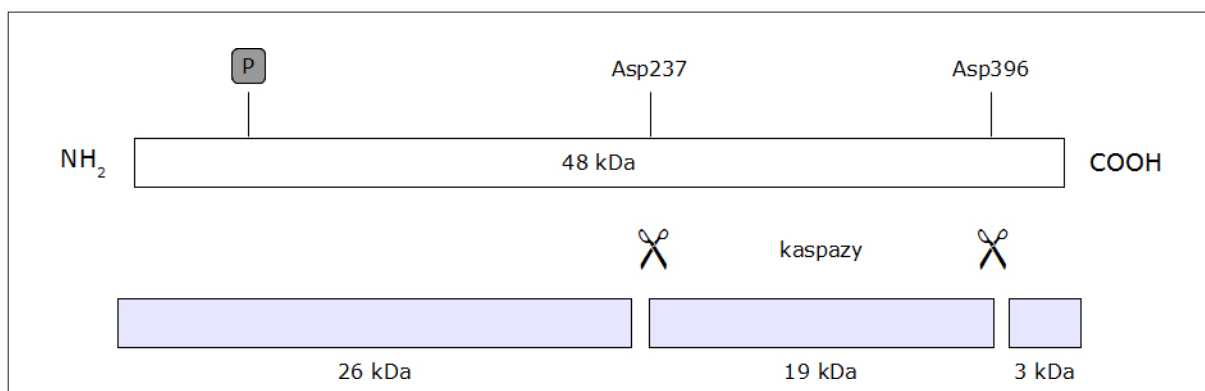 P
Asp237
Asp396
NH2
48 kDa
COOH
kaspazy
26 kDa
19 kDa
3 kDa